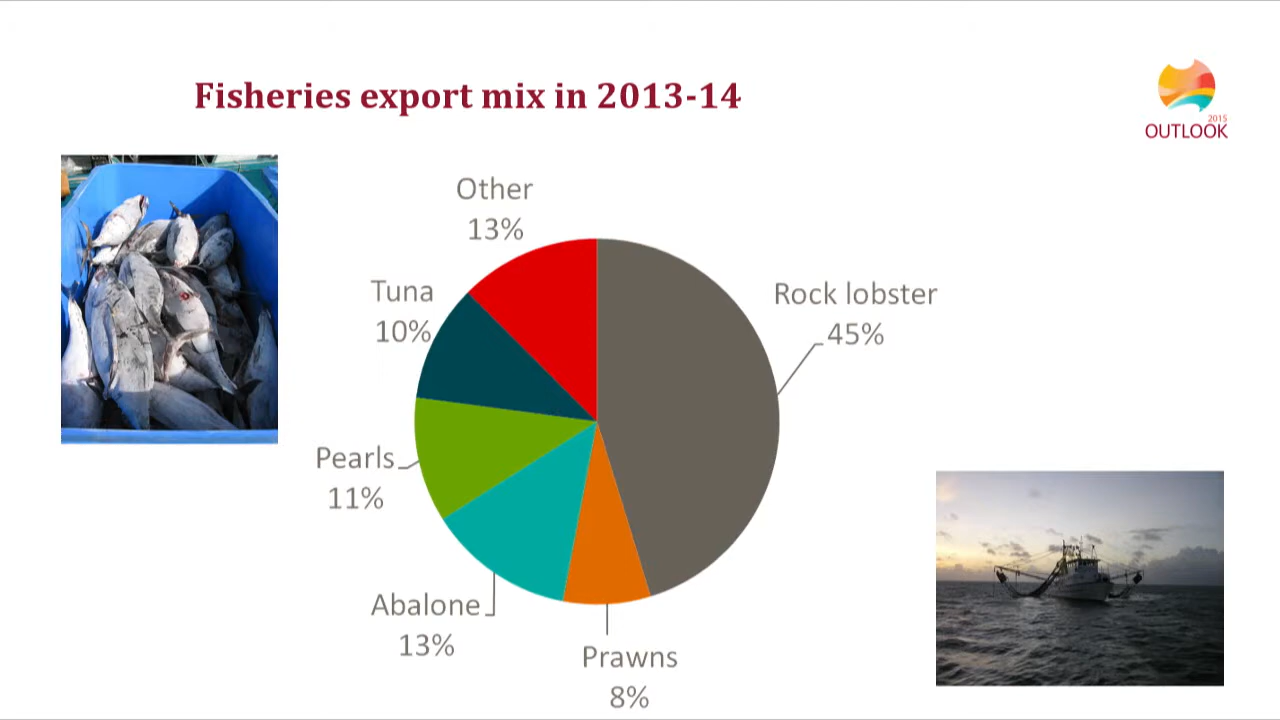 Fisheries export mix in 2013-14
2015
OUTLOOK
Other
13%
Tuna
10%
Rock lobster
45%
Pearls
11%
Abalone
13%
Prawns
8%